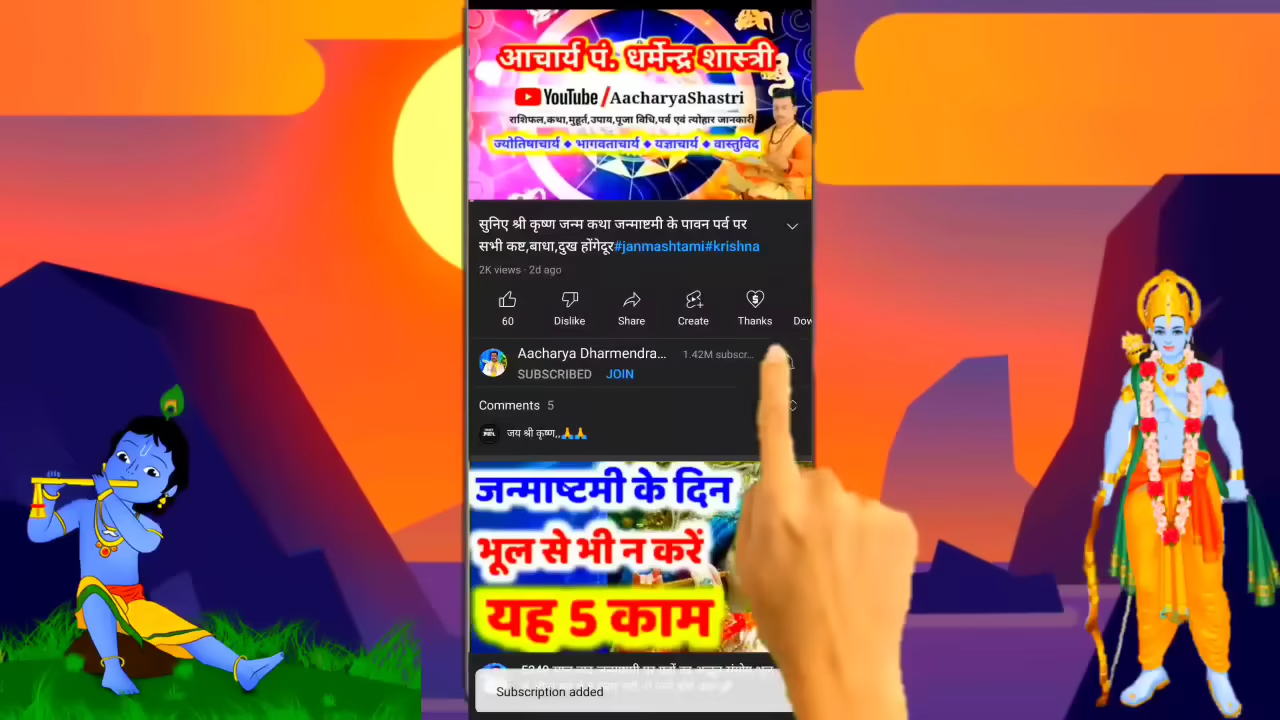 आचार्य पं. धर्मेन्द्र शास्त्री
YouTube /AacharyaShastri
राशिफल,कथा,मुहूर्त,उपाय,पूजा विधि,पर्व एवं त्योहार जानकारी
ज्योतिषाचार्य ◆ भागवताचार्य ◆ यज्ञाचार्य ◆ वास्तुविद
सुनिए श्री कृष्ण जन्म कथा जन्माष्टमी के पावन पर्व पर
सभी कष्ट,बाधा,दुख होंगेदूर#janmashtami#krishna
2K views · 2d ago
60 Dislike Share Create Thanks Dow
Aacharya Dharmendra... 1.42M subscr...
SUBSCRIBED JOIN
Comments 5
जय श्री कृष्ण,,🙏🙏
जन्माष्टमी के दिन
भूल से भी न करें
यह 5 काम
Subscription added